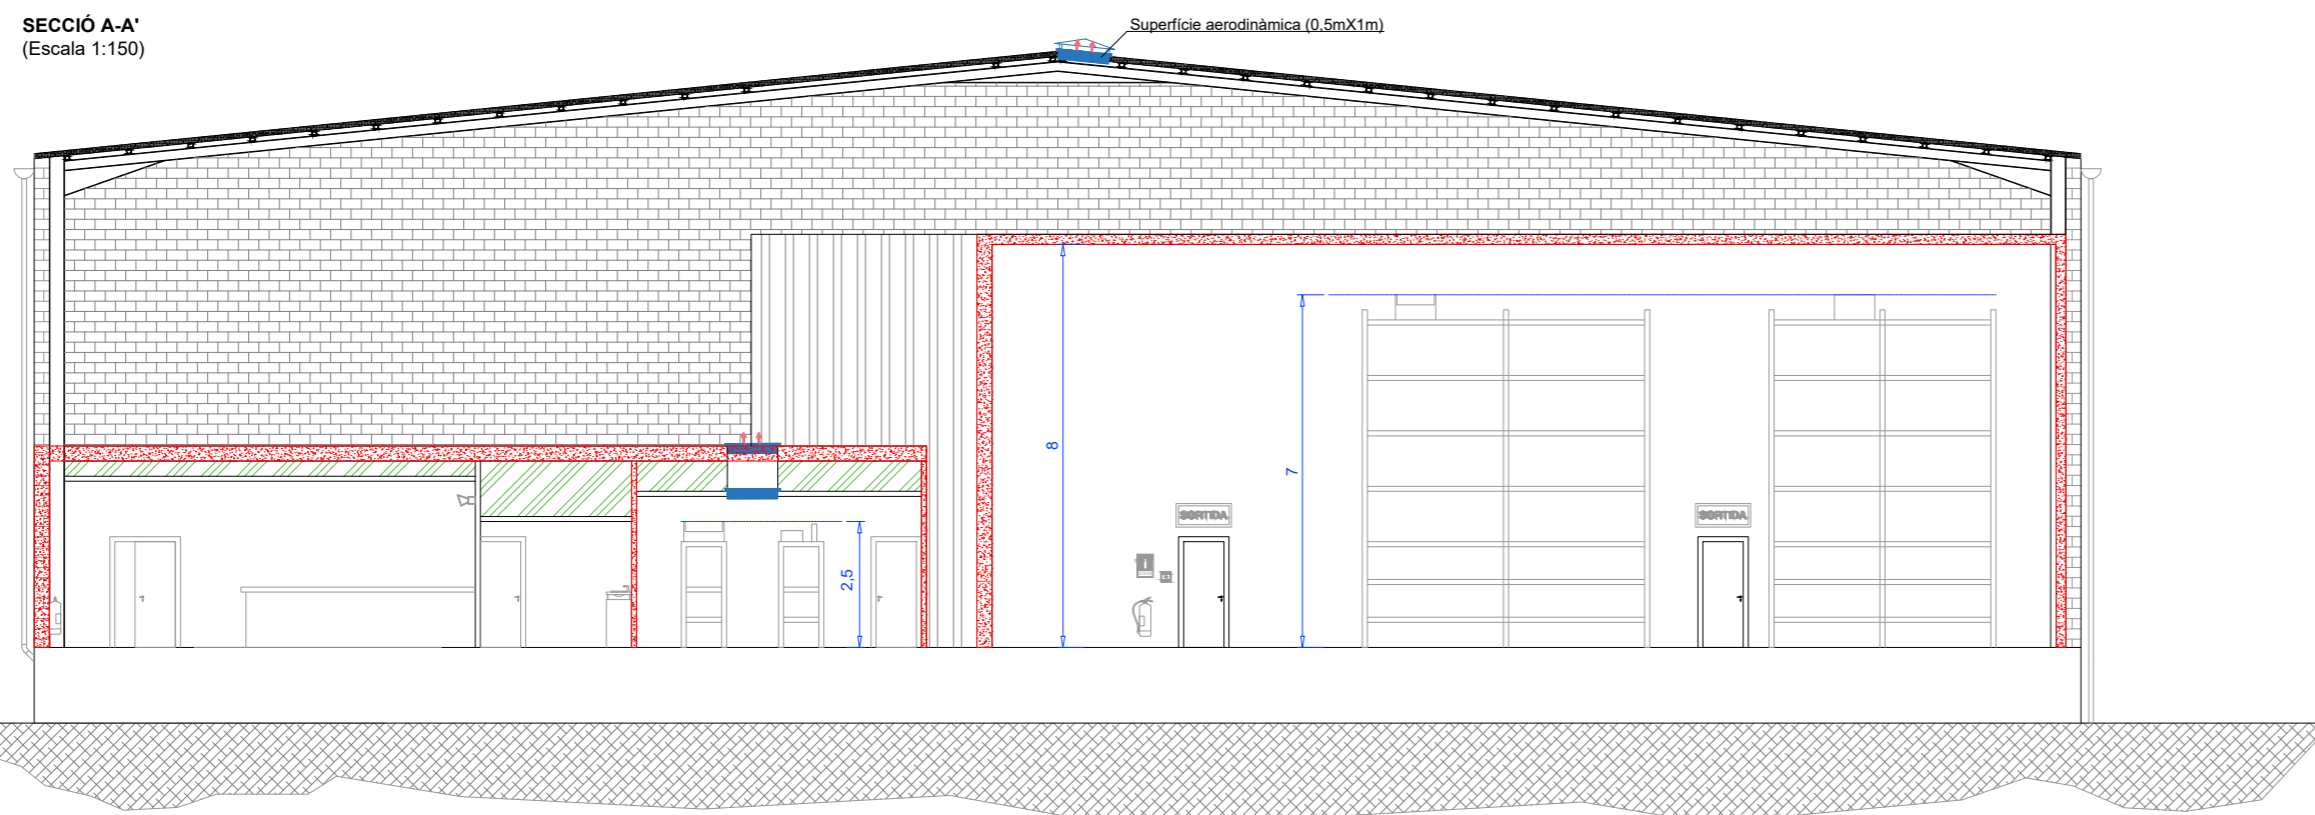 SECCIÓ A-A'
(Escala 1:150)
Superfície aerodinàmica (0,5mX1m)
8
7
2,5
SORTIDA
SORTIDA